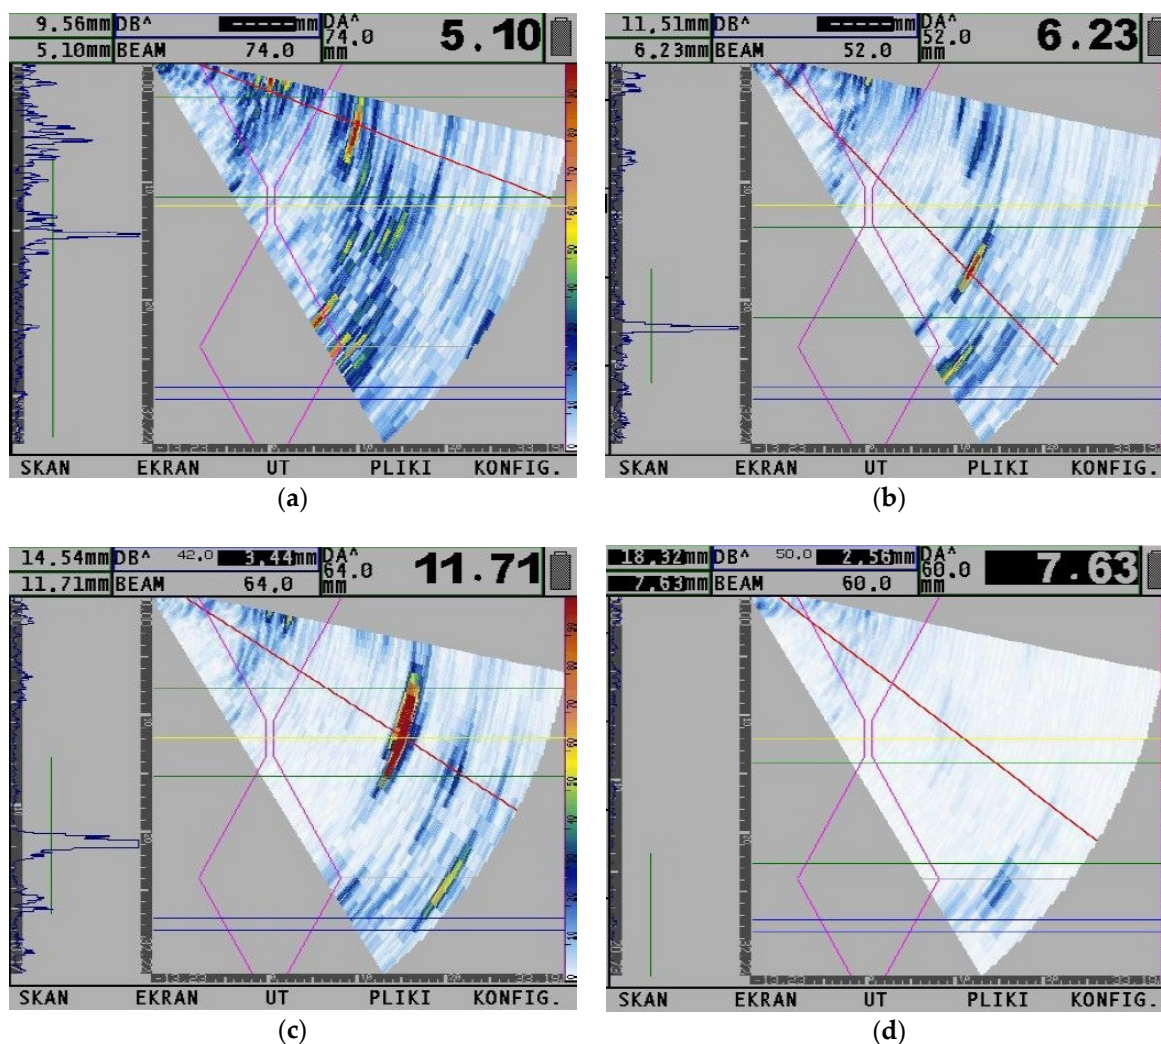 9.56mm DB^ -----mm DA^ 74.0 mm 5.10
5.10mm BEAM 74.0
SKAN EKRAN UT PLIKI KONFIG.
(a)
11.51mm DB^ -----mm DA^ 52.0 mm 6.23
6.23mm BEAM 52.0
SKAN EKRAN UT PLIKI KONFIG.
(b)
14.54mm DB^ 42.0 3.44mm DA^ 64.0 mm 11.71
11.71mm BEAM 64.0
SKAN EKRAN UT PLIKI KONFIG.
(c)
18.32mm DB^ 50.0 2.56mm DA^ 60.0 mm 7.63
7.63mm BEAM 60.0
SKAN EKRAN UT PLIKI KONFIG.
(d)